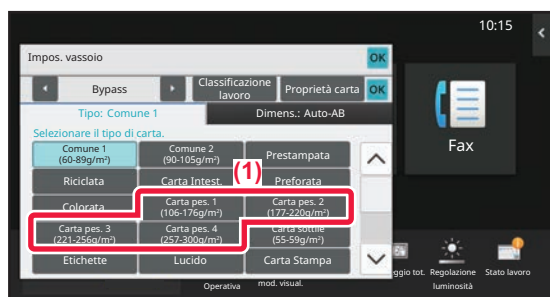 10:15
Impos. vassoio
OK
Bypass
Classificazione
lavoro
Proprietà carta
OK
Tipo: Comune 1
Dimens.: Auto-AB
Selezionare il tipo di carta.
Comune 1
(60-89g/m²)
Comune 2
(90-105g/m²)
Prestampata
Riciclata
Carta Intest.
(1)
Preforata
Colorata
Carta pes. 1
(106-176g/m²)
Carta pes. 2
(177-220g/m²)
Carta pes. 3
(221-256g/m²)
Carta pes. 4
(257-300g/m²)
Carta sottile
(55-59g/m²)
Etichette
Lucido
Carta Stampa
Fax
ggio tot.
Regolazione
luminosità
Stato lavoro
Operativa
mod. visual.